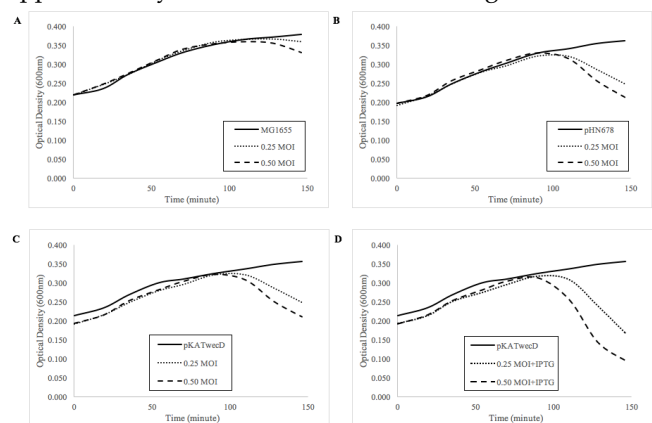 A
0.400
0.350
0.300
0.250
0.200
0.150
0.100
0.050
0.000
Optical Density (600nm)
MG1655
0.25 MOI
0.50 MOI
0 50 100 150
Time (minute)
B
0.400
0.350
0.300
0.250
0.200
0.150
0.100
0.050
0.000
Optical Density (600nm)
pHN678
0.25 MOI
0.50 MOI
0 50 100 150
Time (minute)
C
0.400
0.350
0.300
0.250
0.200
0.150
0.100
0.050
0.000
Optical Density (600nm)
pKATwecD
0.25 MOI
0.50 MOI
0 50 100 150
Time (minute)
D
0.400
0.350
0.300
0.250
0.200
0.150
0.100
0.050
0.000
Optical Density (600nm)
pKATwecD
0.25 MOI+IPTG
0.50 MOI+IPTG
0 50 100 150
Time (minute)